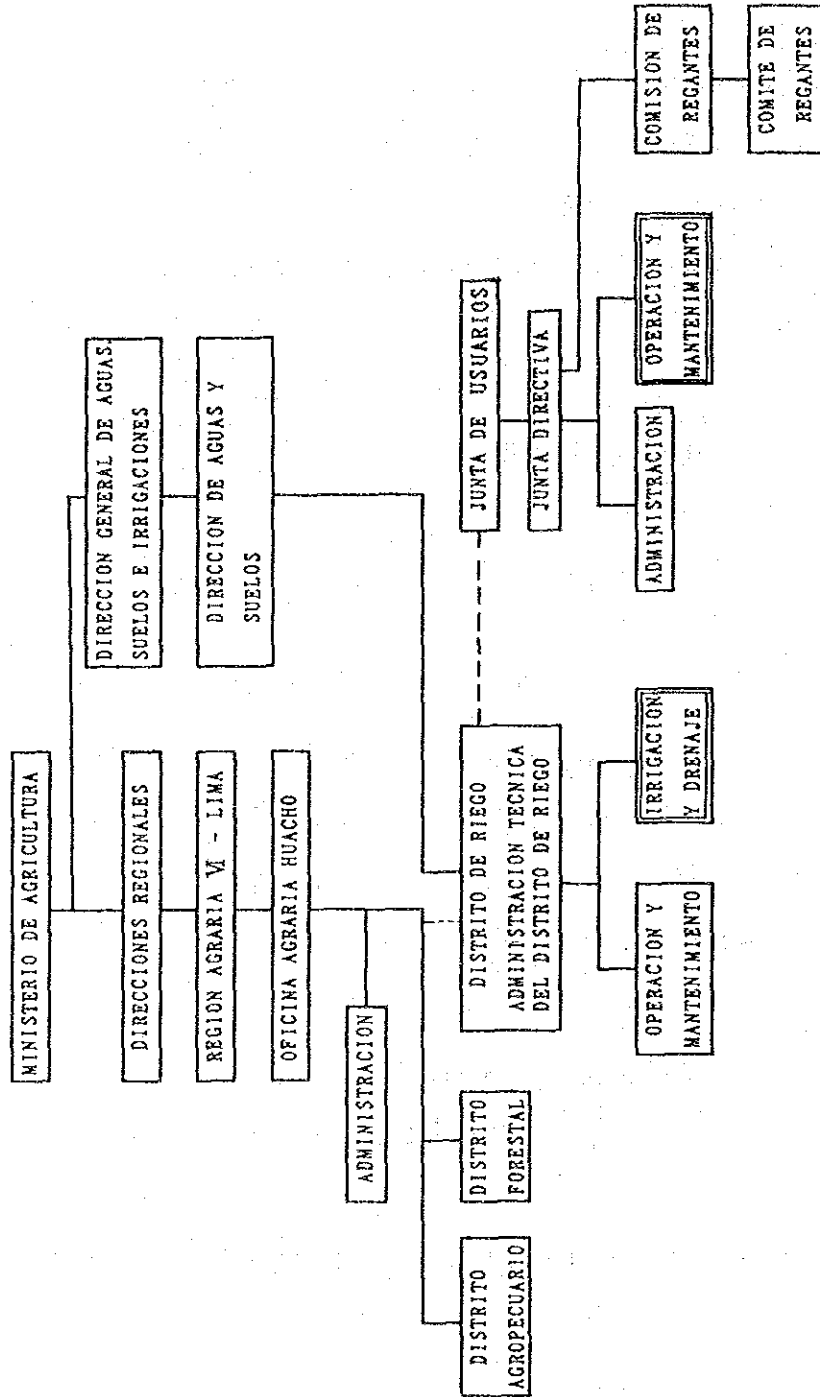 MINISTERIO DE AGRICULTURA
DIRECCIONES REGIONALES
DIRECCION GENERAL DE AGUAS.
SUELOS E IRRIGACIONES
REGION AGRARIA VI - LIMA
DIRECCION DE AGUAS Y
SUELOS
OFICINA AGRARIA HUACHO
ADMINISTRACION
DISTRITO
AGROPECUARIO
DISTRITO
FORESTAL
DISTRITO DE RIEGO
ADMINISTRACION TECNICA
DEL DISTRITO DE RIEGO
JUNTA DE USUARIOS
JUNTA DIRECTIVA
OPERACION Y
MANTENIMIENTO
IRRIGACION
Y DRENAJE
ADMINISTRACION
OPERACION Y
MANTENIMIENTO
COMISION DE
REGANTES
COMITE DE
REGANTES